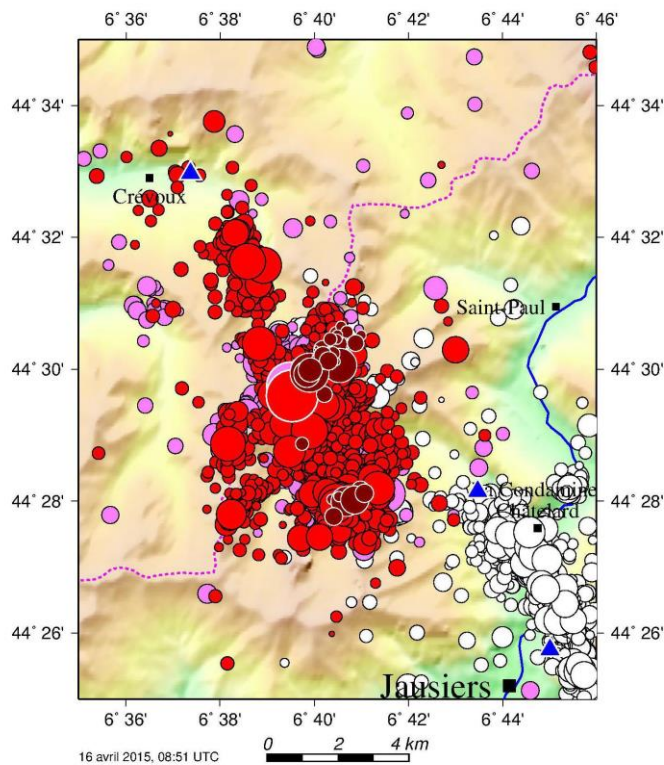 6˚ 36' 6˚ 38' 6˚ 40' 6˚ 42' 6˚ 44' 6˚ 46'
44˚ 34' 44˚ 34'
Crévoux
44˚ 32' 44˚ 32'
Saint-Paul
44˚ 30' 44˚ 30'
44˚ 28' Condamine 44˚ 28'
Châtelard
44˚ 26' 44˚ 26'
Jausiers
6˚ 36' 6˚ 38' 6˚ 40' 6˚ 42' 6˚ 44' 6˚ 46'
16 avril 2015, 08:51 UTC
0 2 4 km